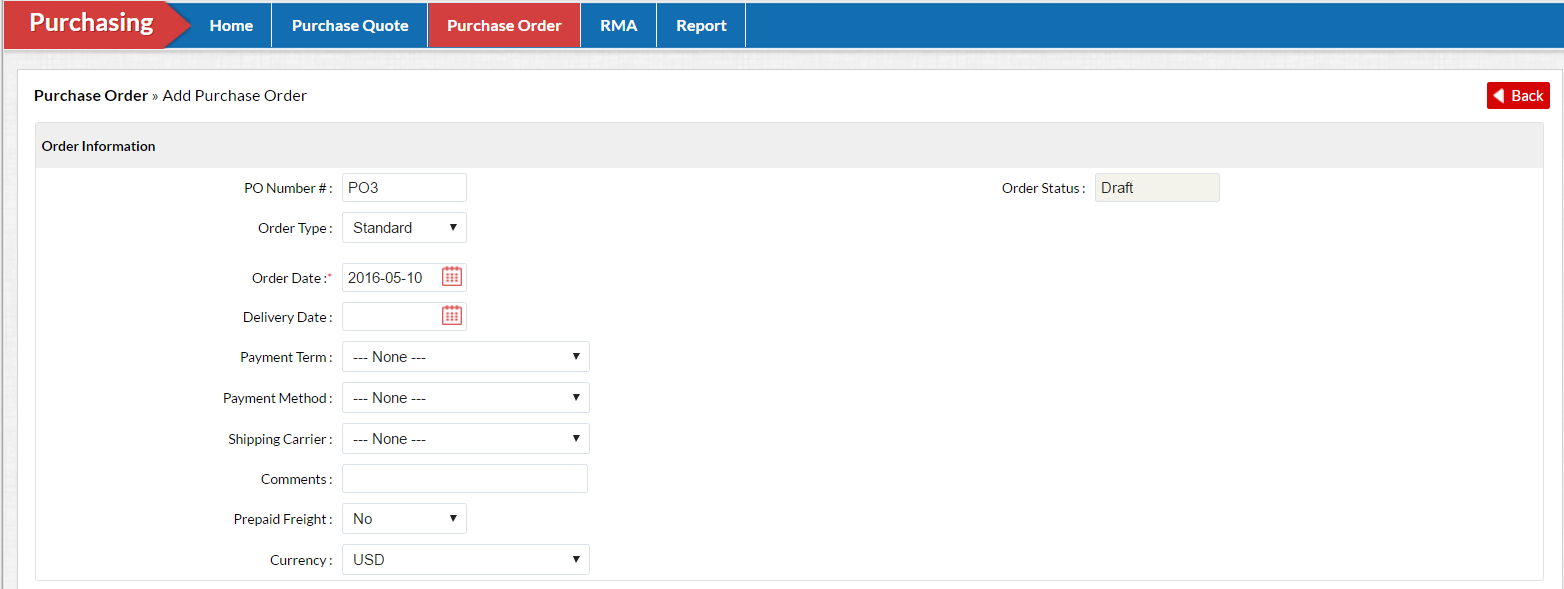 Purchasing Home Purchase Quote Purchase Order RMA Report
Purchase Order » Add Purchase Order Back
Order Information
PO Number # : PO3 Order Status : Draft
Order Type : Standard
Order Date :* 2016-05-10
Delivery Date :
Payment Term : --- None ---
Payment Method : --- None ---
Shipping Carrier : --- None ---
Comments :
Prepaid Freight : No
Currency : USD